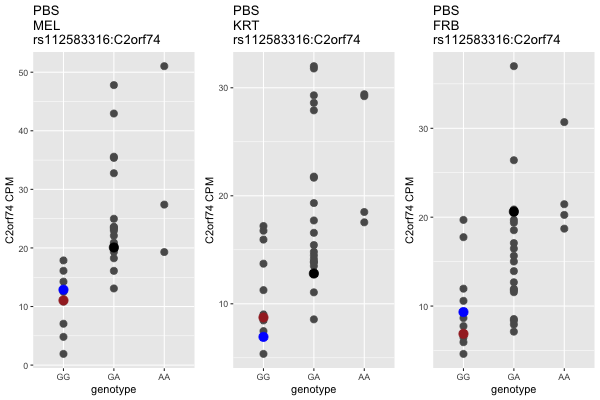 PBS
MEL
rs112583316:C2orf74
C2orf74 CPM
50
40
30
20
10
0
GG GA AA
genotype
PBS
KRT
rs112583316:C2orf74
C2orf74 CPM
30
20
10
GG GA AA
genotype
PBS
FRB
rs112583316:C2orf74
C2orf74 CPM
30
20
10
GG GA AA
genotype